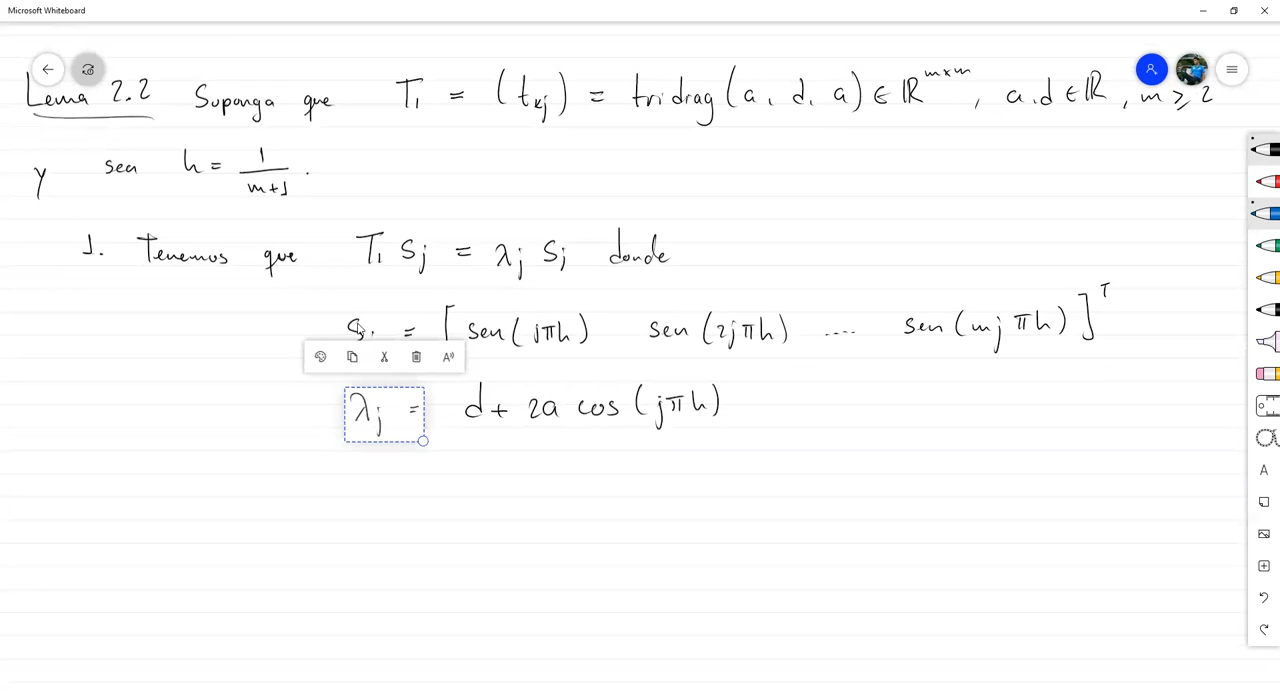 Microsoft Whiteboard
Lema 2.2 Suponga que T₁ = (t_kj) = tridiag(a, d, a) ∈ ℝ^{m×m}, a,d ∈ ℝ, m ≥ 2
y sea h = 1/(m+1).
1. Tenemos que T₁ s_j = λ_j s_j donde
s_j = [sen(jπh) sen(2jπh) .... sen(mjπh)]^T
λ_j = d + 2a cos(jπh)